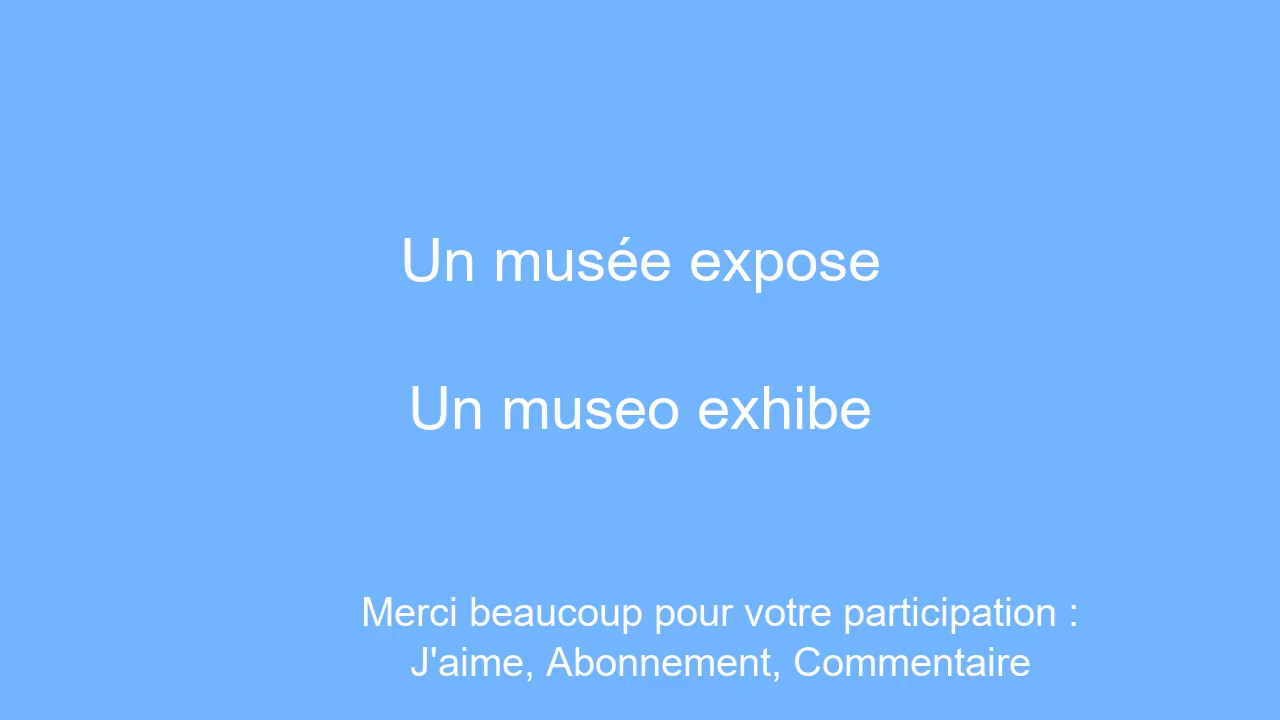 Un musée expose
Un museo exhibe
Merci beaucoup pour votre participation :
J'aime, Abonnement, Commentaire